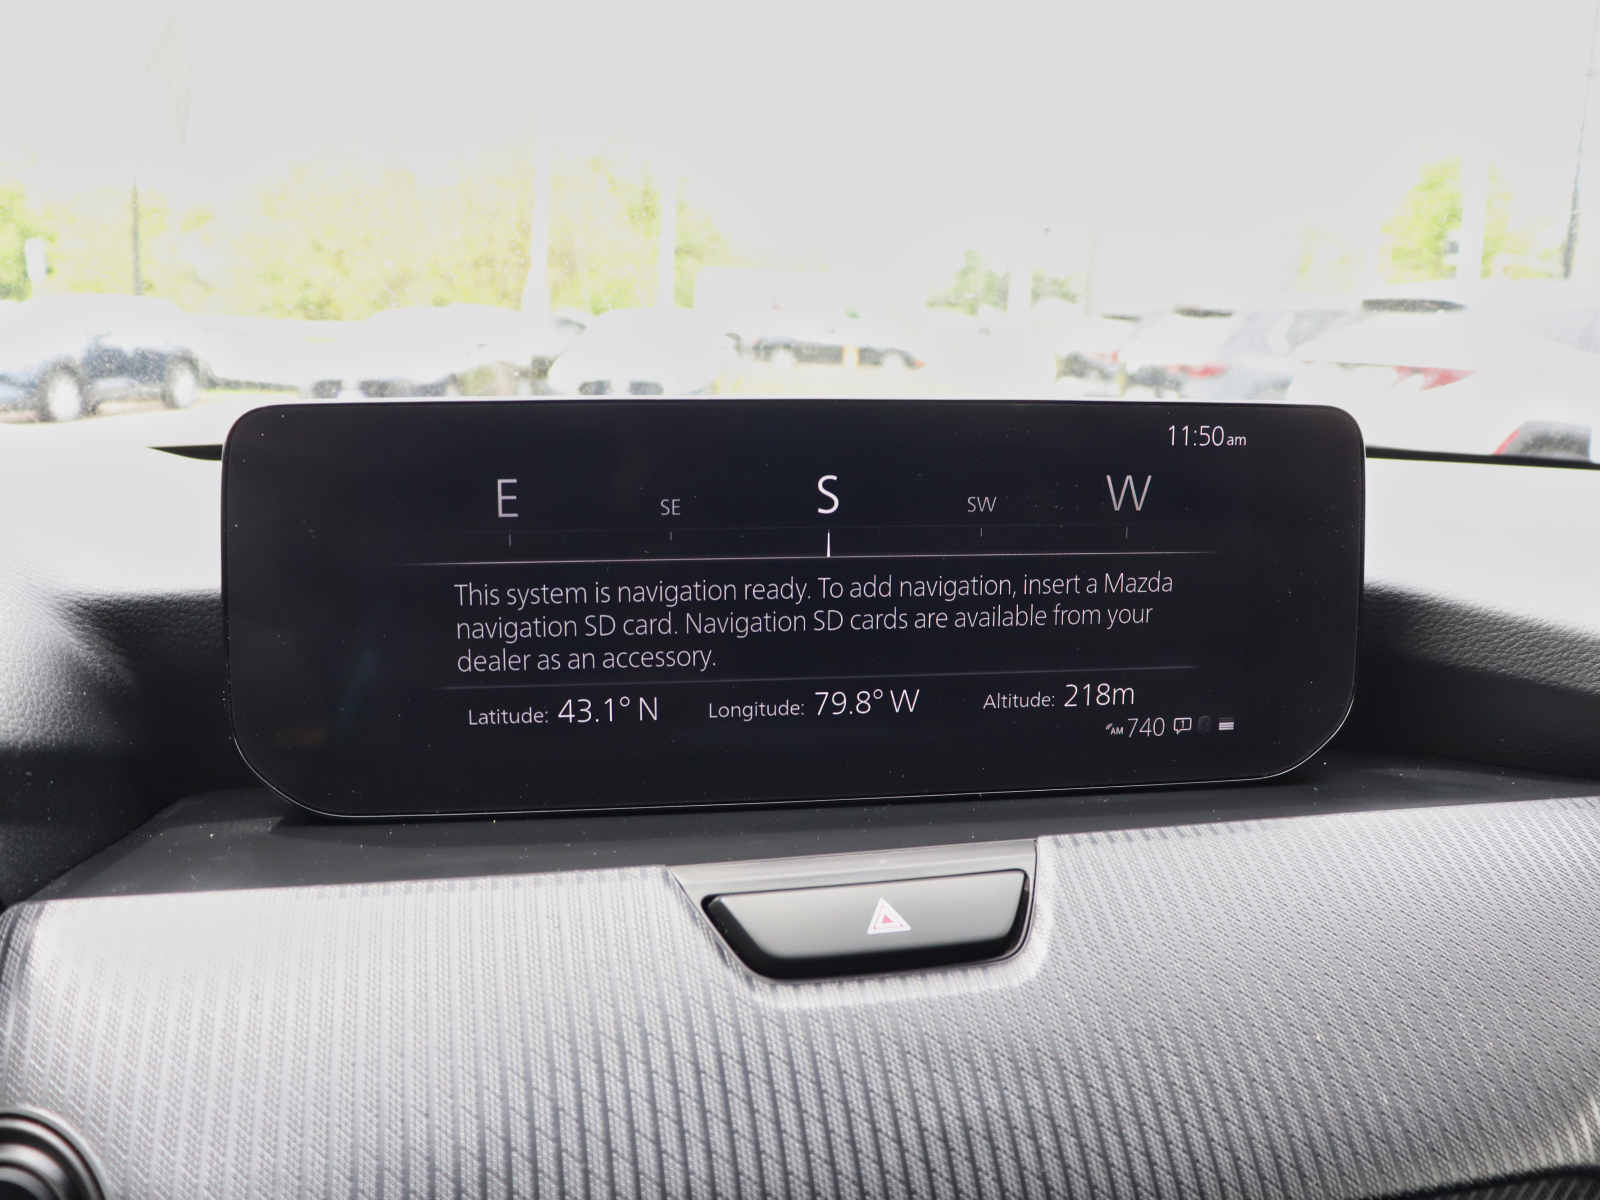 11:50am
E SE S SW W
This system is navigation ready. To add navigation, insert a Mazda
navigation SD card. Navigation SD cards are available from your
dealer as an accessory.
Latitude: 43.1° N Longitude: 79.8° W Altitude: 218m
AM 740